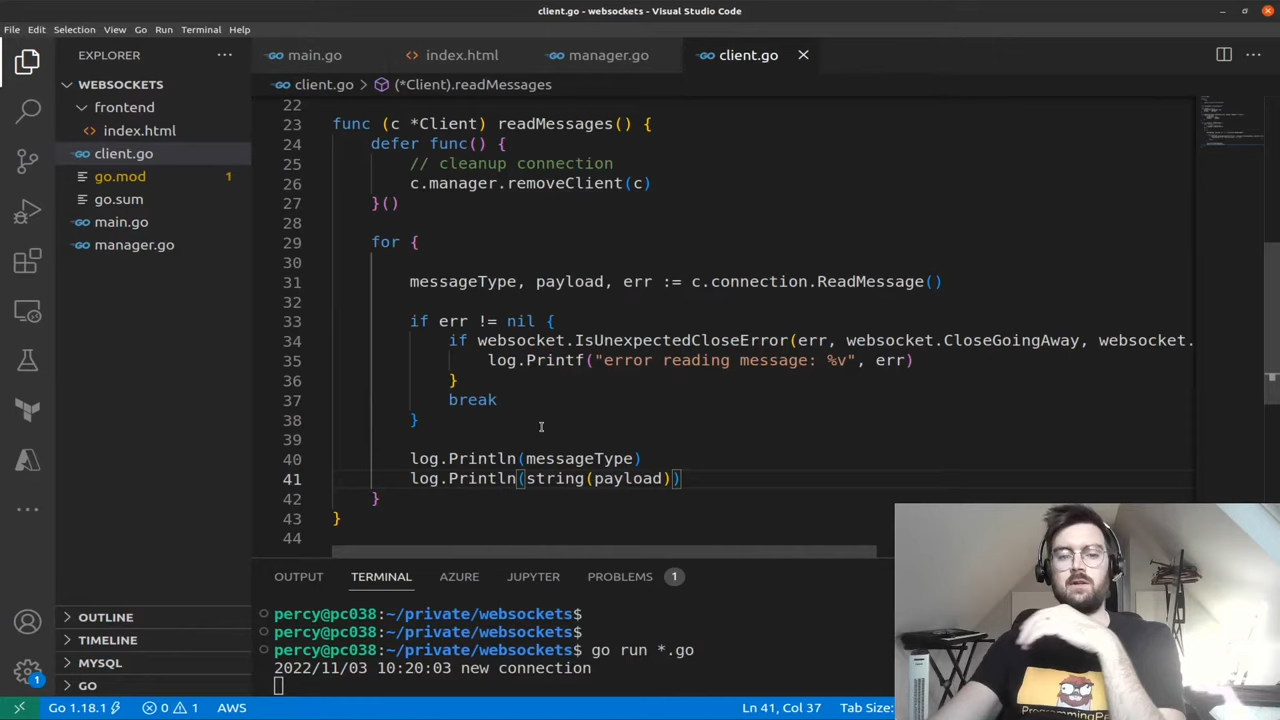 client.go - websockets - Visual Studio Code
File Edit Selection View Go Run Terminal Help
EXPLORER
main.go index.html manager.go client.go
WEBSOCKETS
client.go > (*Client).readMessages
frontend
index.html
client.go
go.mod 1
go.sum
main.go
manager.go
22
23 func (c *Client) readMessages() {
24 defer func() {
25 // cleanup connection
26 c.manager.removeClient(c)
27 }()
28
29 for {
30
31 messageType, payload, err := c.connection.ReadMessage()
32
33 if err != nil {
34 if websocket.IsUnexpectedCloseError(err, websocket.CloseGoingAway, websocket.
35 log.Printf("error reading message: %v", err)
36 }
37 break
38 }
39
40 log.Println(messageType)
41 log.Println(string(payload))
42 }
43 }
44
OUTPUT TERMINAL AZURE JUPYTER PROBLEMS 1
percy@pc038:~/private/websockets$
percy@pc038:~/private/websockets$
percy@pc038:~/private/websockets$ go run *.go
2022/11/03 10:20:03 new connection
OUTLINE
TIMELINE
MYSQL
GO
1
Go 1.18.1 0 1 AWS Ln 41, Col 37 Tab Size: